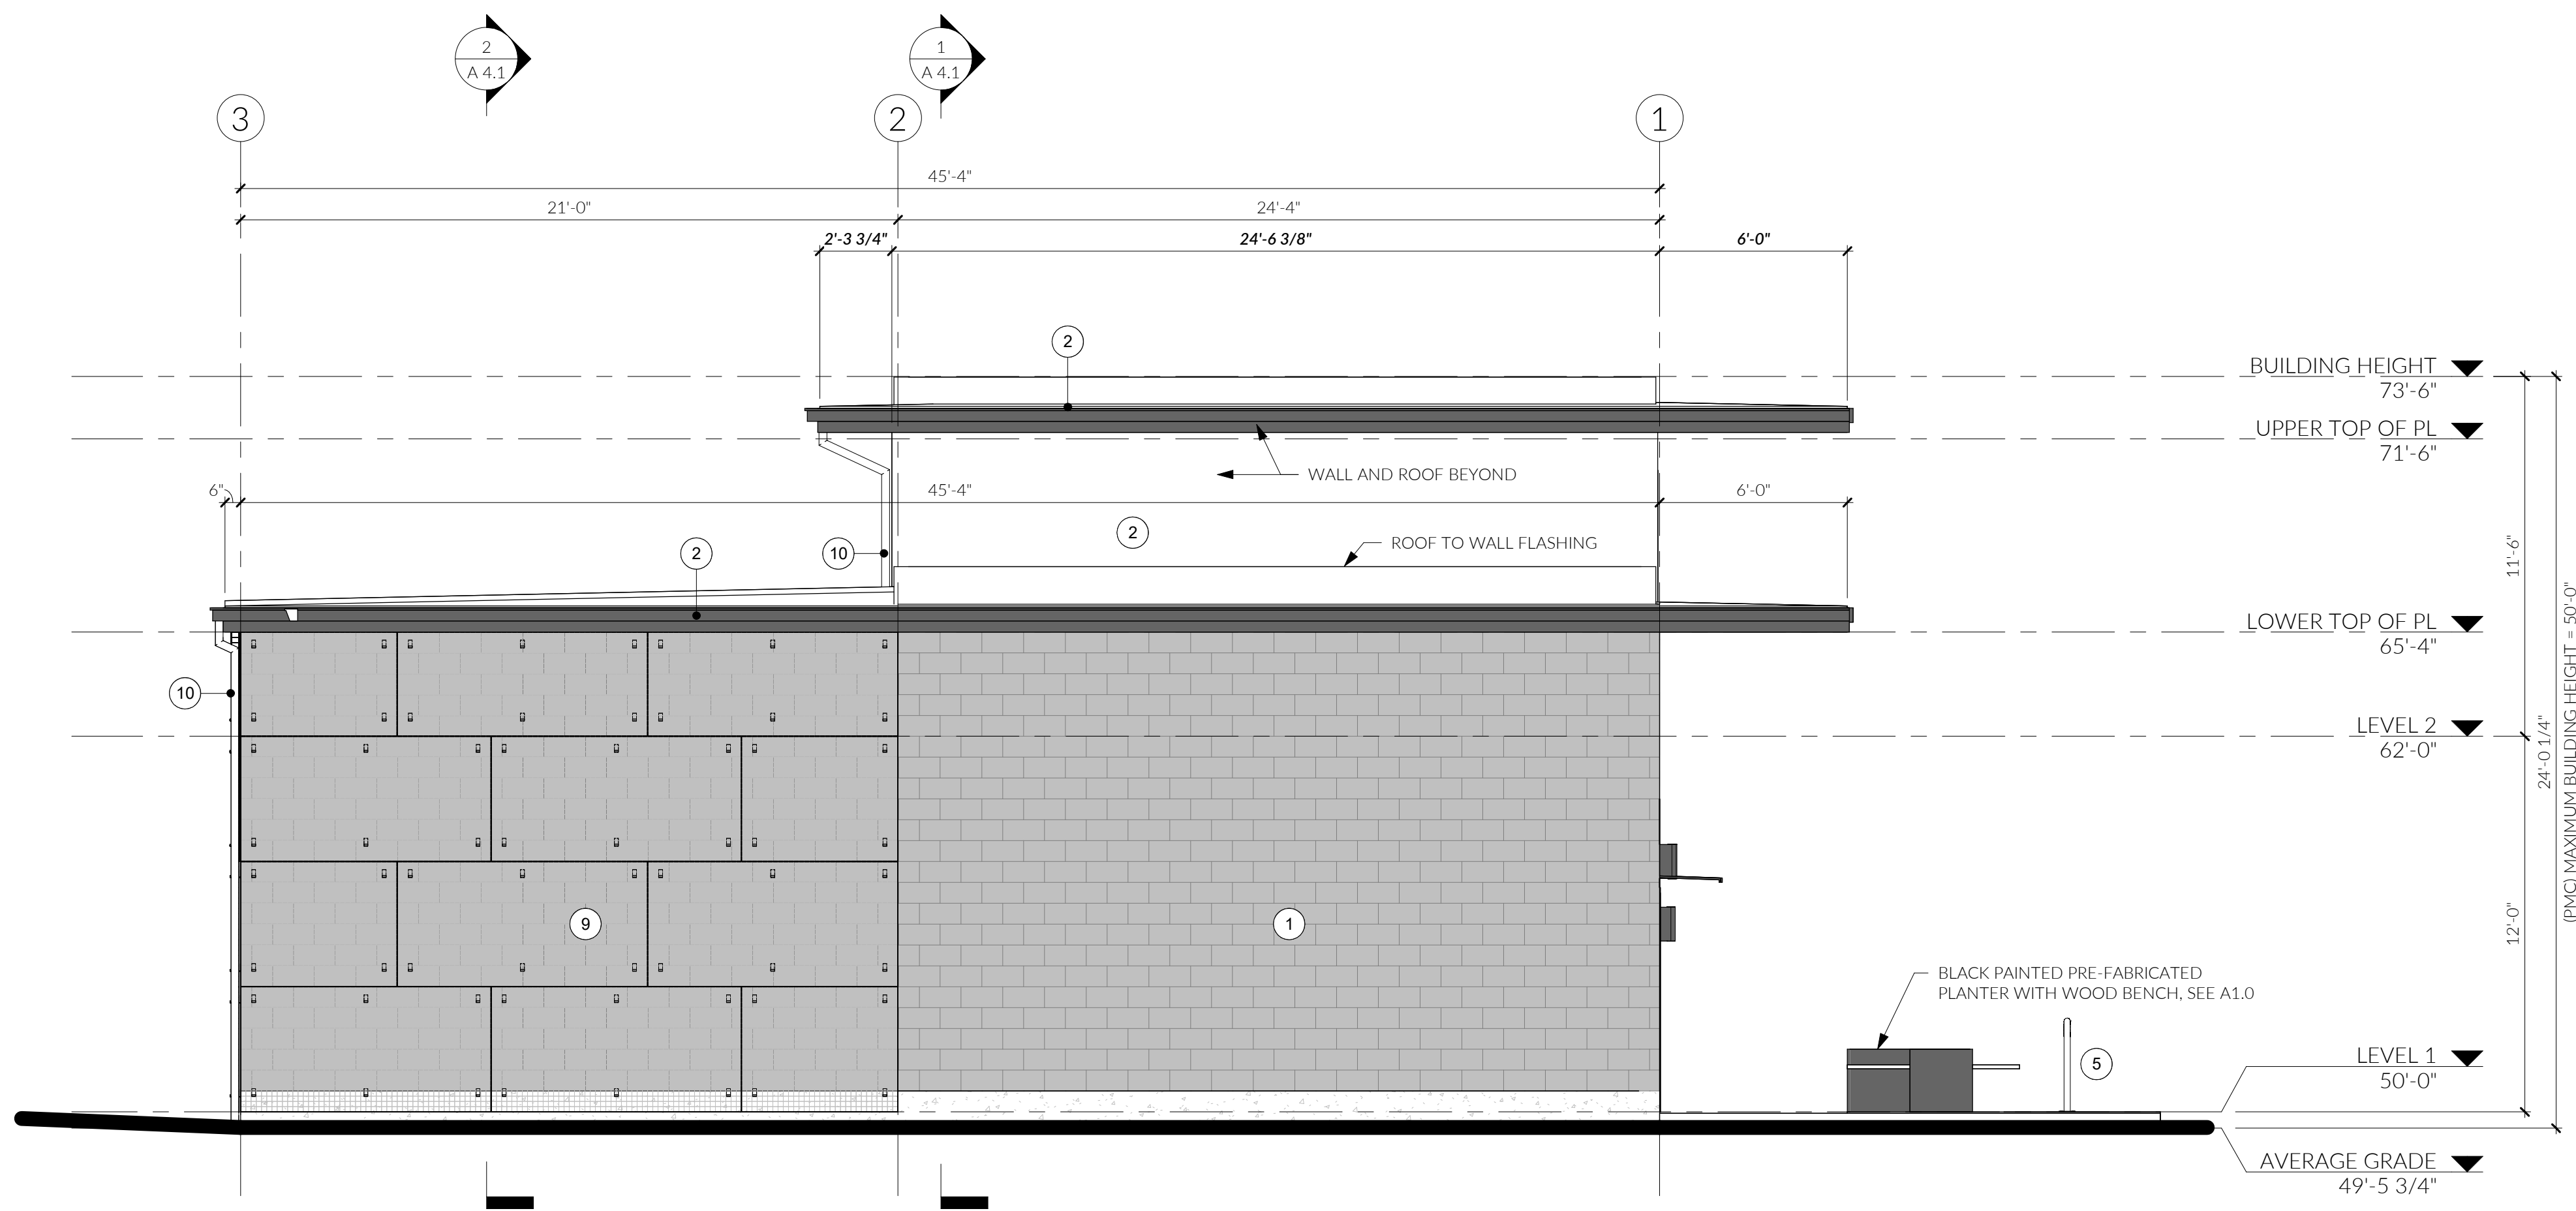 2
A 4.1
1
A 4.1
3
2
1
45'-4"
21'-0"
24'-4"
2'-3 3/4"
24'-6 3/8"
6'-0"
2
BUILDING HEIGHT
73'-6"
UPPER TOP OF PL
71'-6"
WALL AND ROOF BEYOND
6"
45'-4"
6'-0"
2
10
2
ROOF TO WALL FLASHING
11'-6"
LOWER TOP OF PL
65'-4"
10
LEVEL 2
62'-0"
24'-0 1/4"
(PMC) MAXIMUM BUILDING HEIGHT = 50'-0"
9
1
12'-0"
BLACK PAINTED PRE-FABRICATED
PLANTER WITH WOOD BENCH, SEE A1.0
5
LEVEL 1
50'-0"
AVERAGE GRADE
49'-5 3/4"